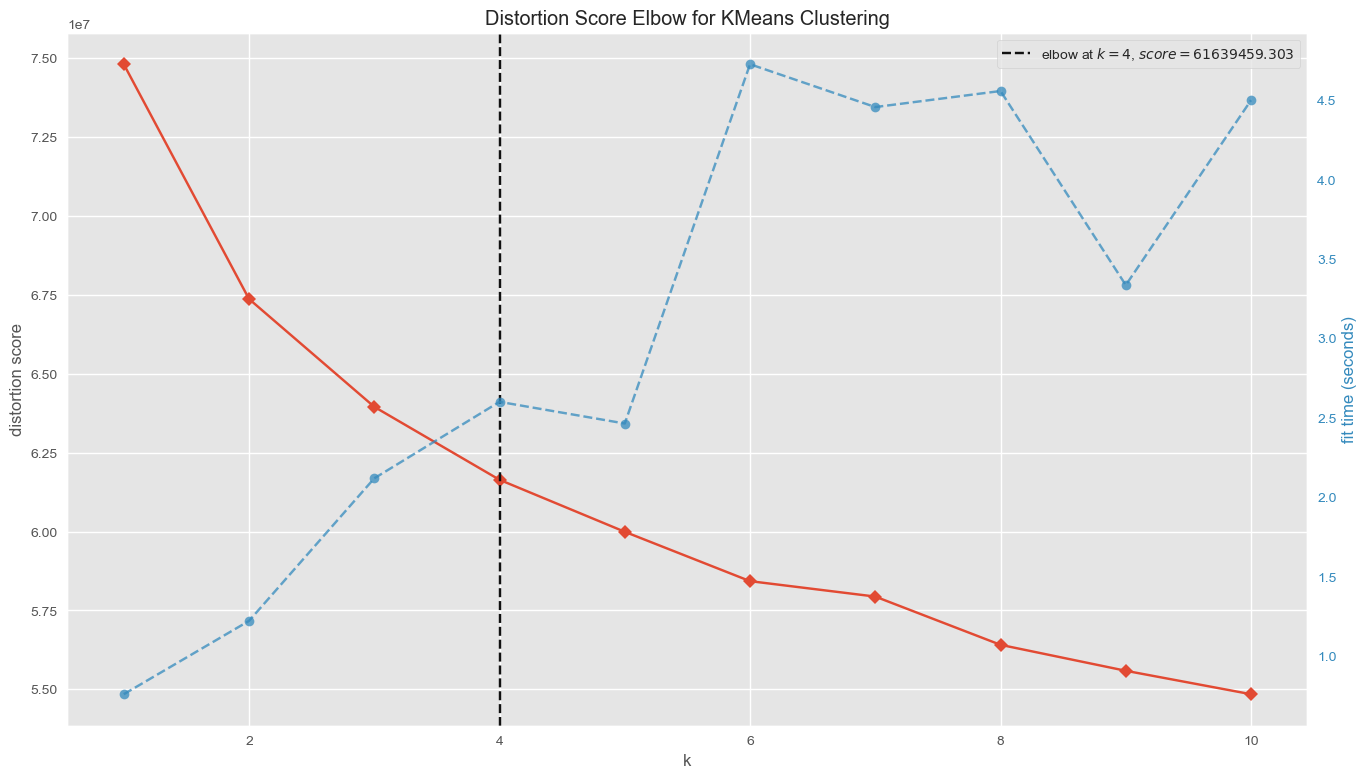 Distortion Score Elbow for KMeans Clustering
1e7
elbow at k = 4, score = 61639459.303
7.50
7.25
7.00
6.75
6.50
6.25
6.00
5.75
5.50
distortion score
4.5
4.0
3.5
3.0
2.5
2.0
1.5
1.0
fit time (seconds)
2 4 6 8 10
k